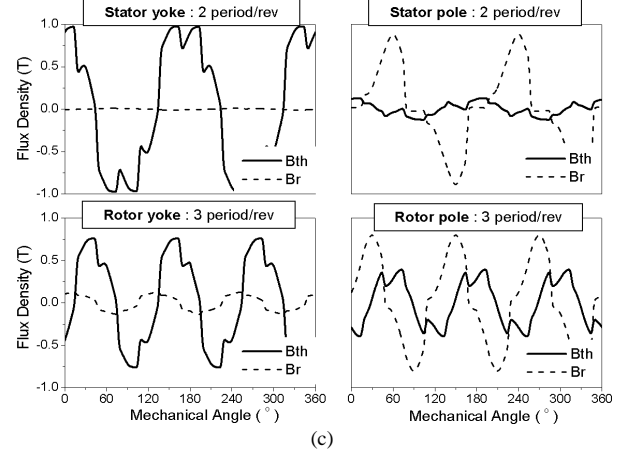 Stator yoke : 2 period/rev
Stator pole : 2 period/rev
Flux Density (T)
1.0
0.5
0.0
-0.5
-1.0
Bth
Br
Bth
Br
Rotor yoke : 3 period/rev
Rotor pole : 3 period/rev
Flux Density (T)
1.0
0.5
0.0
-0.5
-1.0
Bth
Br
Bth
Br
0 60 120 180 240 300 360
0 60 120 180 240 300 360
Mechanical Angle ( ° )
Mechanical Angle ( ° )
(c)